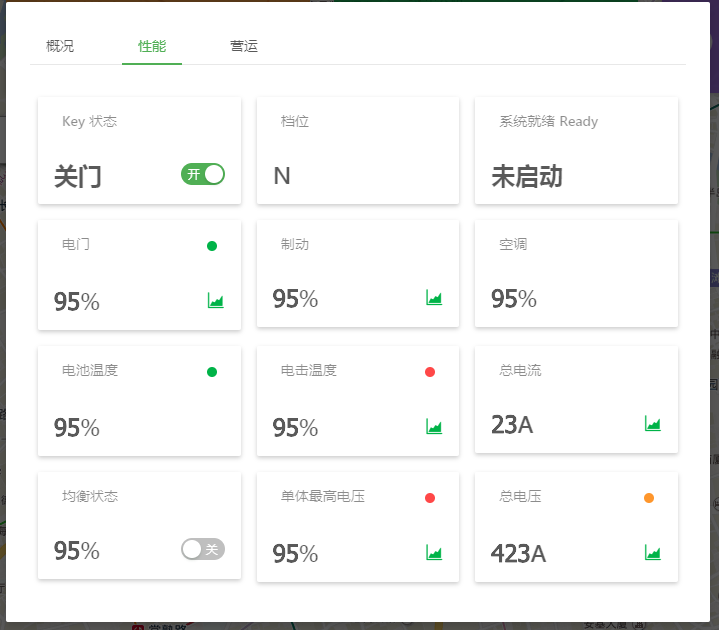 概况 性能 营运
Key 状态 档位 系统就绪 Ready
关门 开 N 未启动
电门 制动 空调
95% 95% 95%
电池温度 电击温度 总电流
95% 95% 23A
均衡状态 单体最高电压 总电压
95% 关 95% 423A